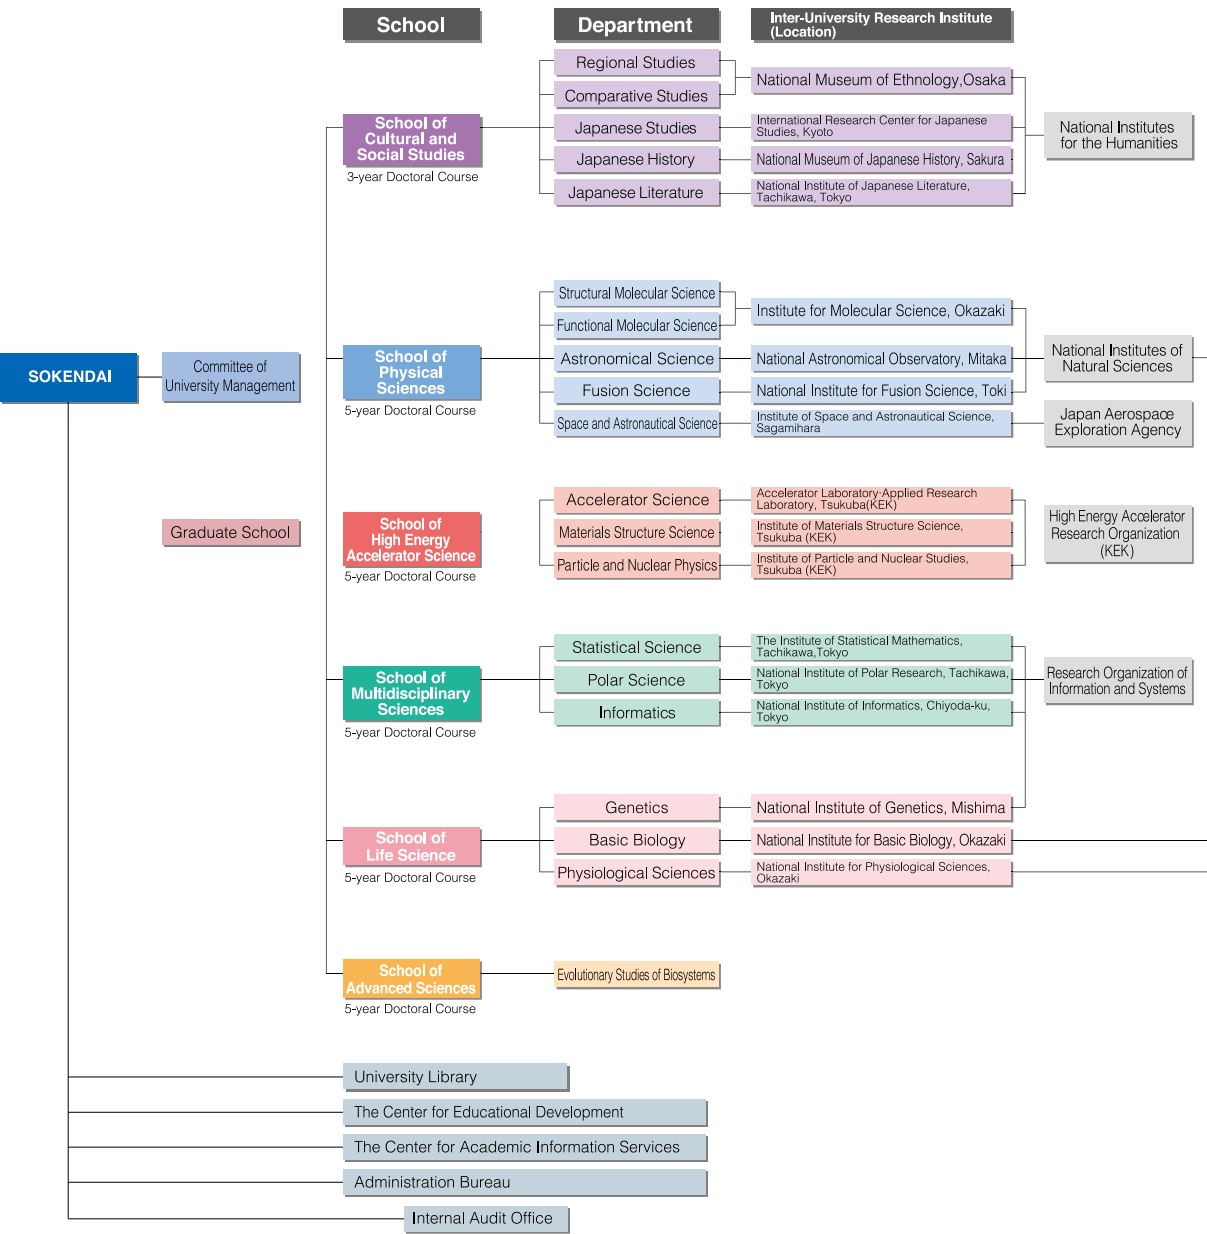 School
Department
Inter-University Research Institute
(Location)
Regional Studies
Comparative Studies
National Museum of Ethnology,Osaka
School of
Cultural and
Social Studies
3-year Doctoral Course
Japanese Studies
International Research Center for Japanese
Studies, Kyoto
National Institutes
for the Humanities
Japanese History
National Museum of Japanese History, Sakura
Japanese Literature
National Institute of Japanese Literature,
Tachikawa, Tokyo
Structural Molecular Science
Functional Molecular Science
Institute for Molecular Science, Okazaki
SOKENDAI
Committee of
University Management
School of
Physical
Sciences
5-year Doctoral Course
Astronomical Science
National Astronomical Observatory, Mitaka
National Institutes of
Natural Sciences
Fusion Science
National Institute for Fusion Science, Toki
Space and Astronautical Science
Institute of Space and Astronautical Science,
Sagamihara
Japan Aerospace
Exploration Agency
Graduate School
School of
High Energy
Accelerator Science
5-year Doctoral Course
Accelerator Science
Accelerator Laboratory·Applied Research
Laboratory, Tsukuba(KEK)
Materials Structure Science
Institute of Materials Structure Science,
Tsukuba (KEK)
High Energy Accelerator
Research Organization
(KEK)
Particle and Nuclear Physics
Institute of Particle and Nuclear Studies,
Tsukuba (KEK)
School of
Multidisciplinary
Sciences
5-year Doctoral Course
Statistical Science
The Institute of Statistical Mathematics,
Tachikawa,Tokyo
Polar Science
National Institute of Polar Research, Tachikawa,
Tokyo
Research Organization of
Information and Systems
Informatics
National Institute of Informatics, Chiyoda-ku,
Tokyo
School of
Life Science
5-year Doctoral Course
Genetics
National Institute of Genetics, Mishima
Basic Biology
National Institute for Basic Biology, Okazaki
Physiological Sciences
National Institute for Physiological Sciences,
Okazaki
School of
Advanced Sciences
5-year Doctoral Course
Evolutionary Studies of Biosystems
University Library
The Center for Educational Development
The Center for Academic Information Services
Administration Bureau
Internal Audit Office